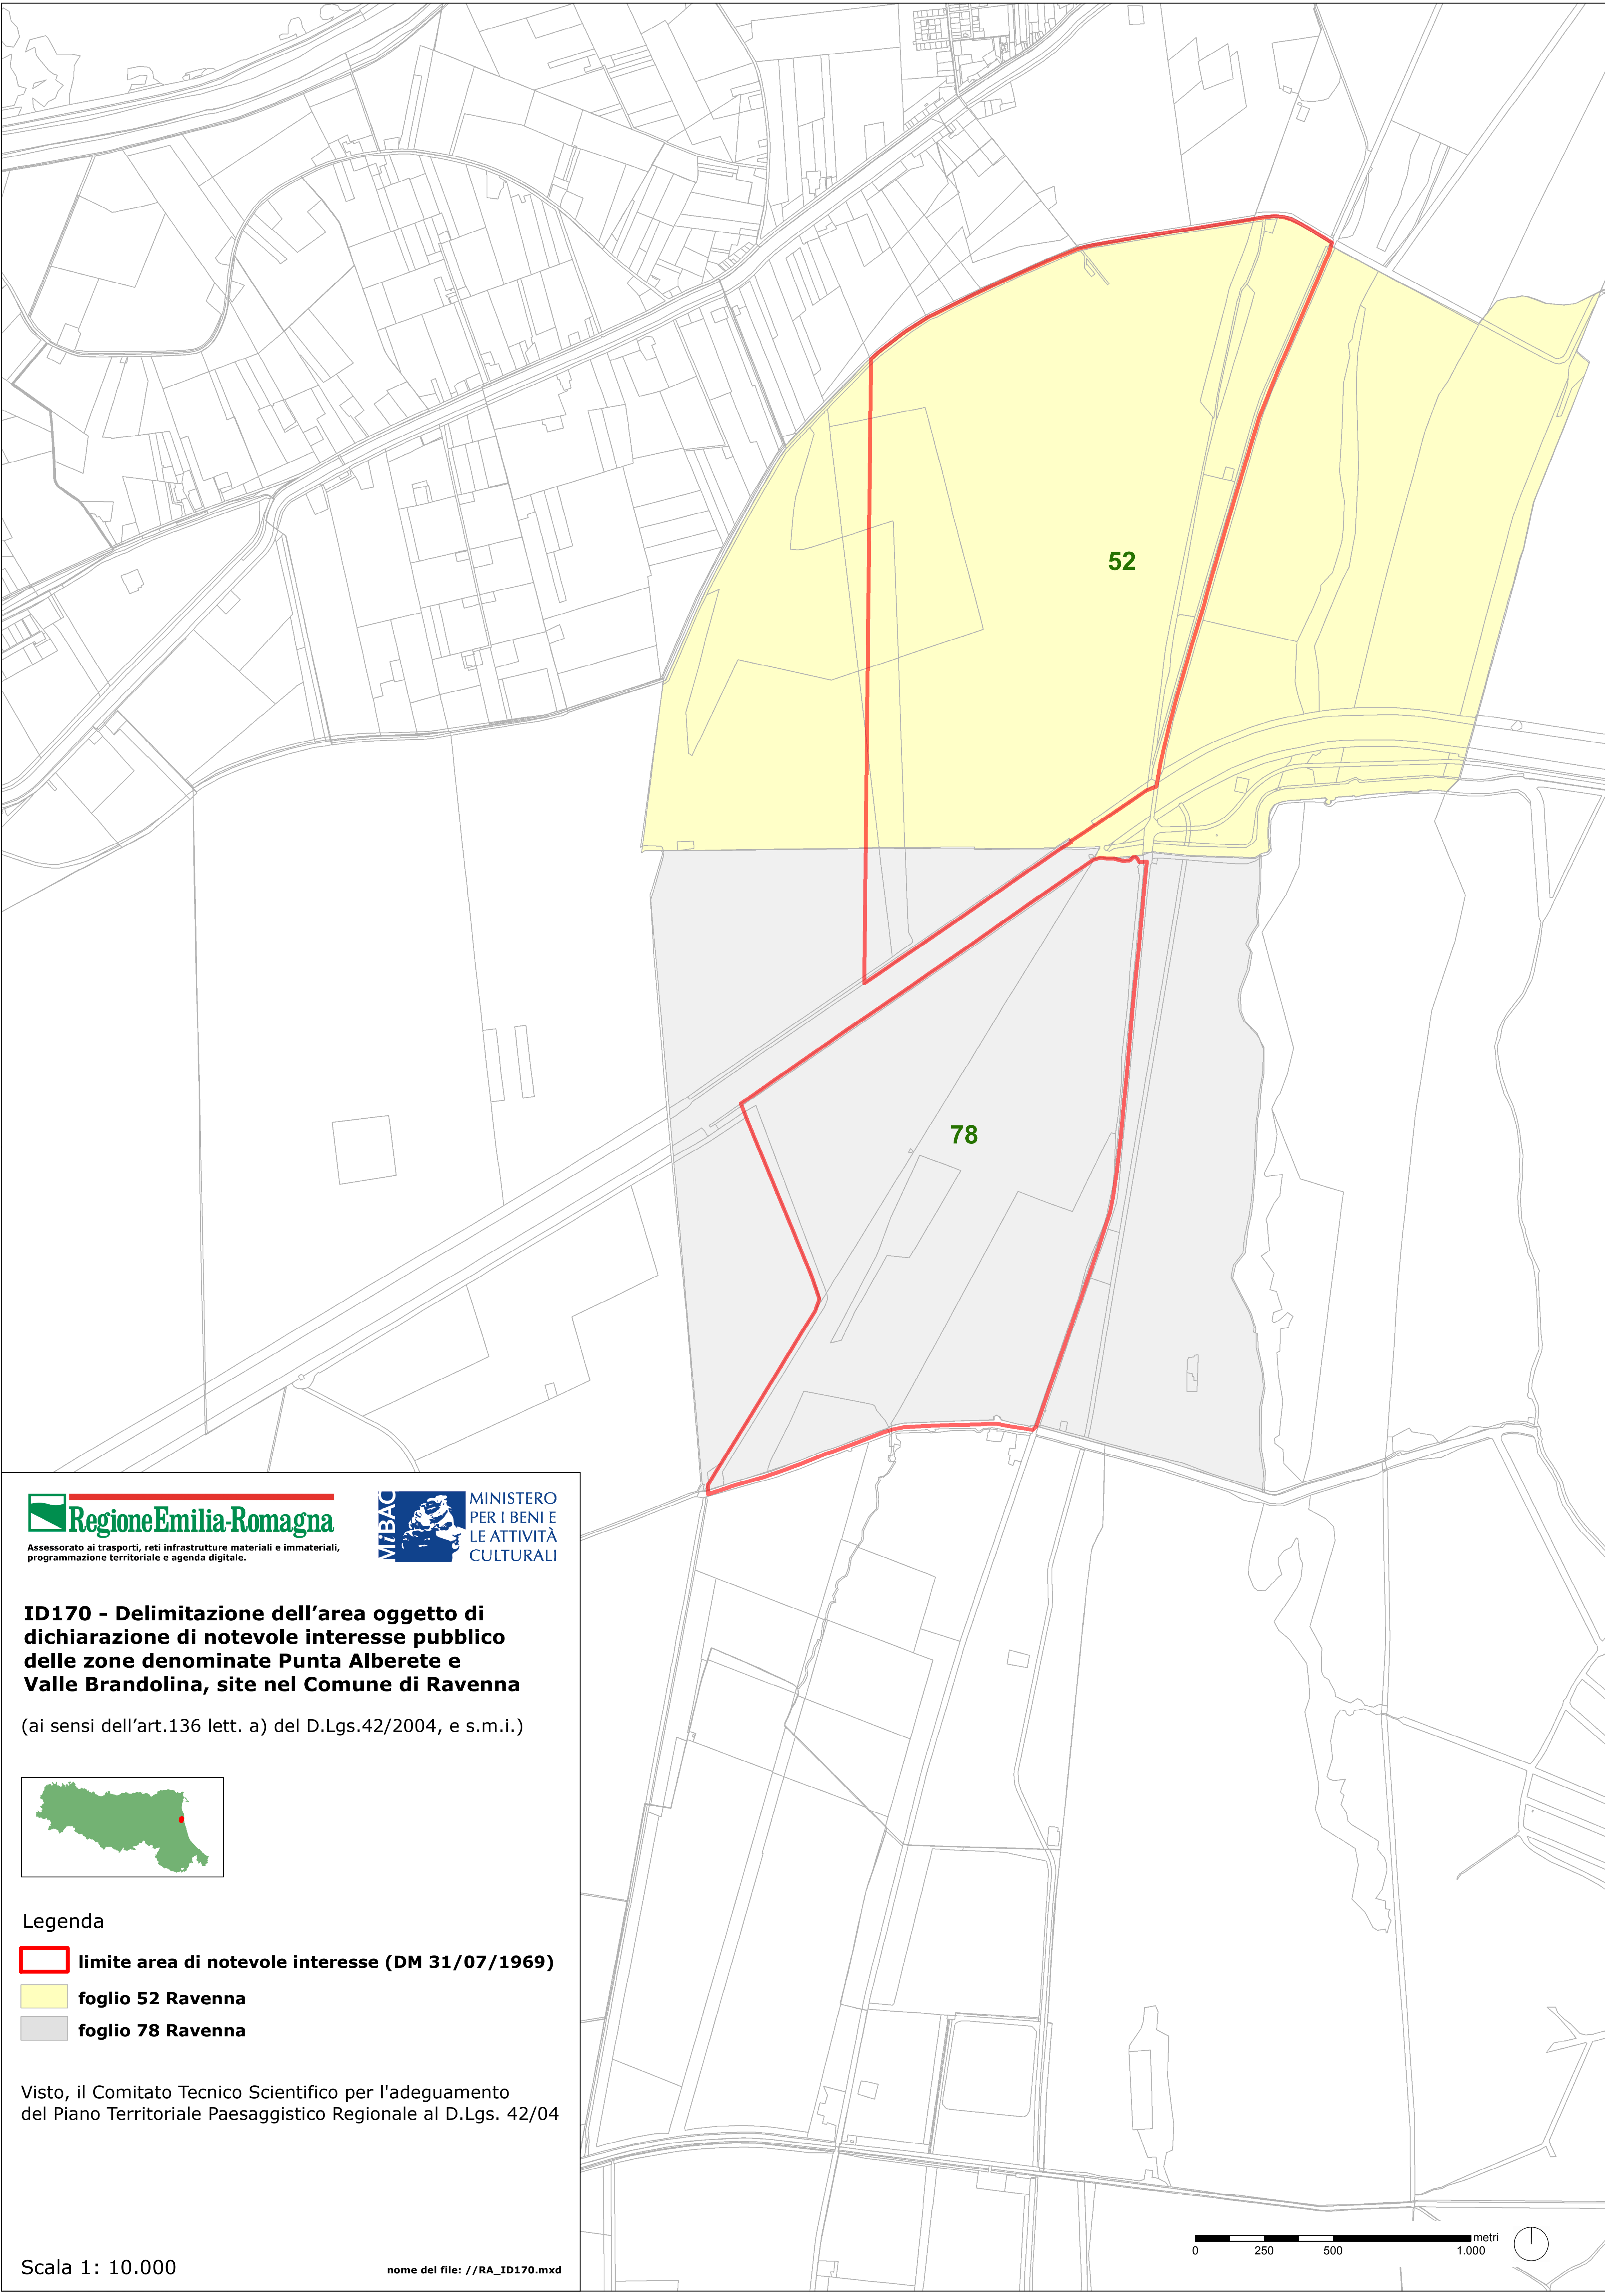 52
78
RegioneEmilia-Romagna
Assessorato ai trasporti, reti infrastrutture materiali e immateriali,
programmazione territoriale e agenda digitale.
MiBAC
MINISTERO
PER I BENI E
LE ATTIVITÀ
CULTURALI
ID170 - Delimitazione dell’area oggetto di
dichiarazione di notevole interesse pubblico
delle zone denominate Punta Alberete e
Valle Brandolina, site nel Comune di Ravenna
(ai sensi dell’art.136 lett. a) del D.Lgs.42/2004, e s.m.i.)
Legenda
limite area di notevole interesse (DM 31/07/1969)
foglio 52 Ravenna
foglio 78 Ravenna
Visto, il Comitato Tecnico Scientifico per l'adeguamento
del Piano Territoriale Paesaggistico Regionale al D.Lgs. 42/04
Scala 1: 10.000
nome del file: //RA_ID170.mxd
metri
0 250 500 1.000